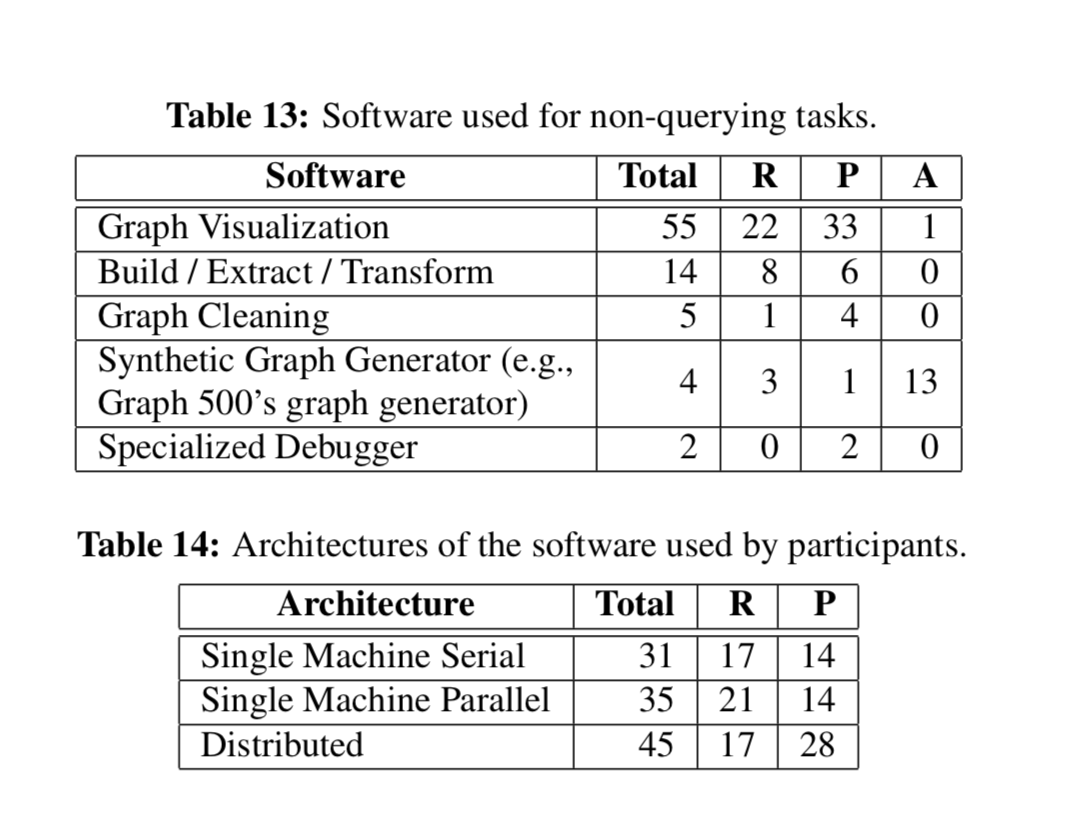 Table 13: Software used for non-querying tasks.
Software Total R P A
Graph Visualization 55 22 33 1
Build / Extract / Transform 14 8 6 0
Graph Cleaning 5 1 4 0
Synthetic Graph Generator (e.g.,
Graph 500's graph generator) 4 3 1 13
Specialized Debugger 2 0 2 0
Table 14: Architectures of the software used by participants.
Architecture Total R P
Single Machine Serial 31 17 14
Single Machine Parallel 35 21 14
Distributed 45 17 28